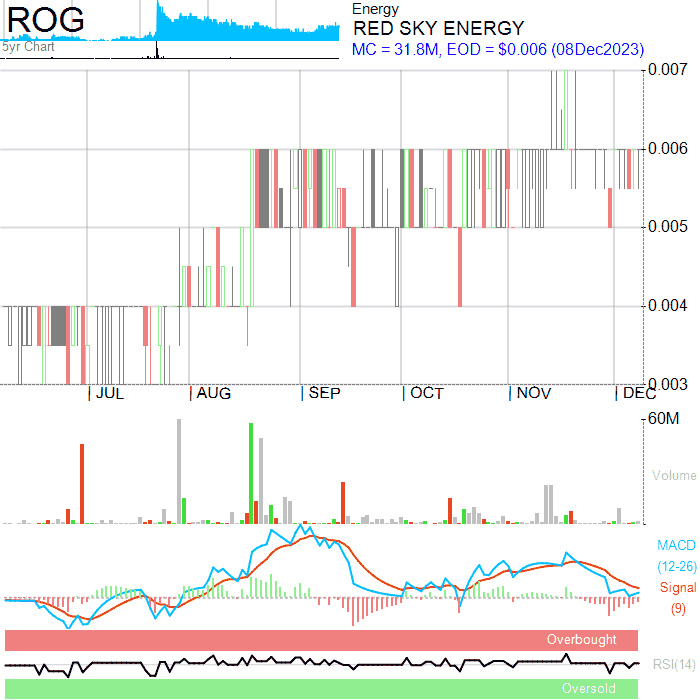 ROG
5yr Chart
Energy
RED SKY ENERGY
MC = 31.8M, EOD = $0.006 (08Dec2023)
0.007
0.006
0.005
0.004
0.003
JUL AUG SEP OCT NOV DEC
60M
Volume
MACD
(12-26)
Signal
(9)
Overbought
RSI(14)
Oversold